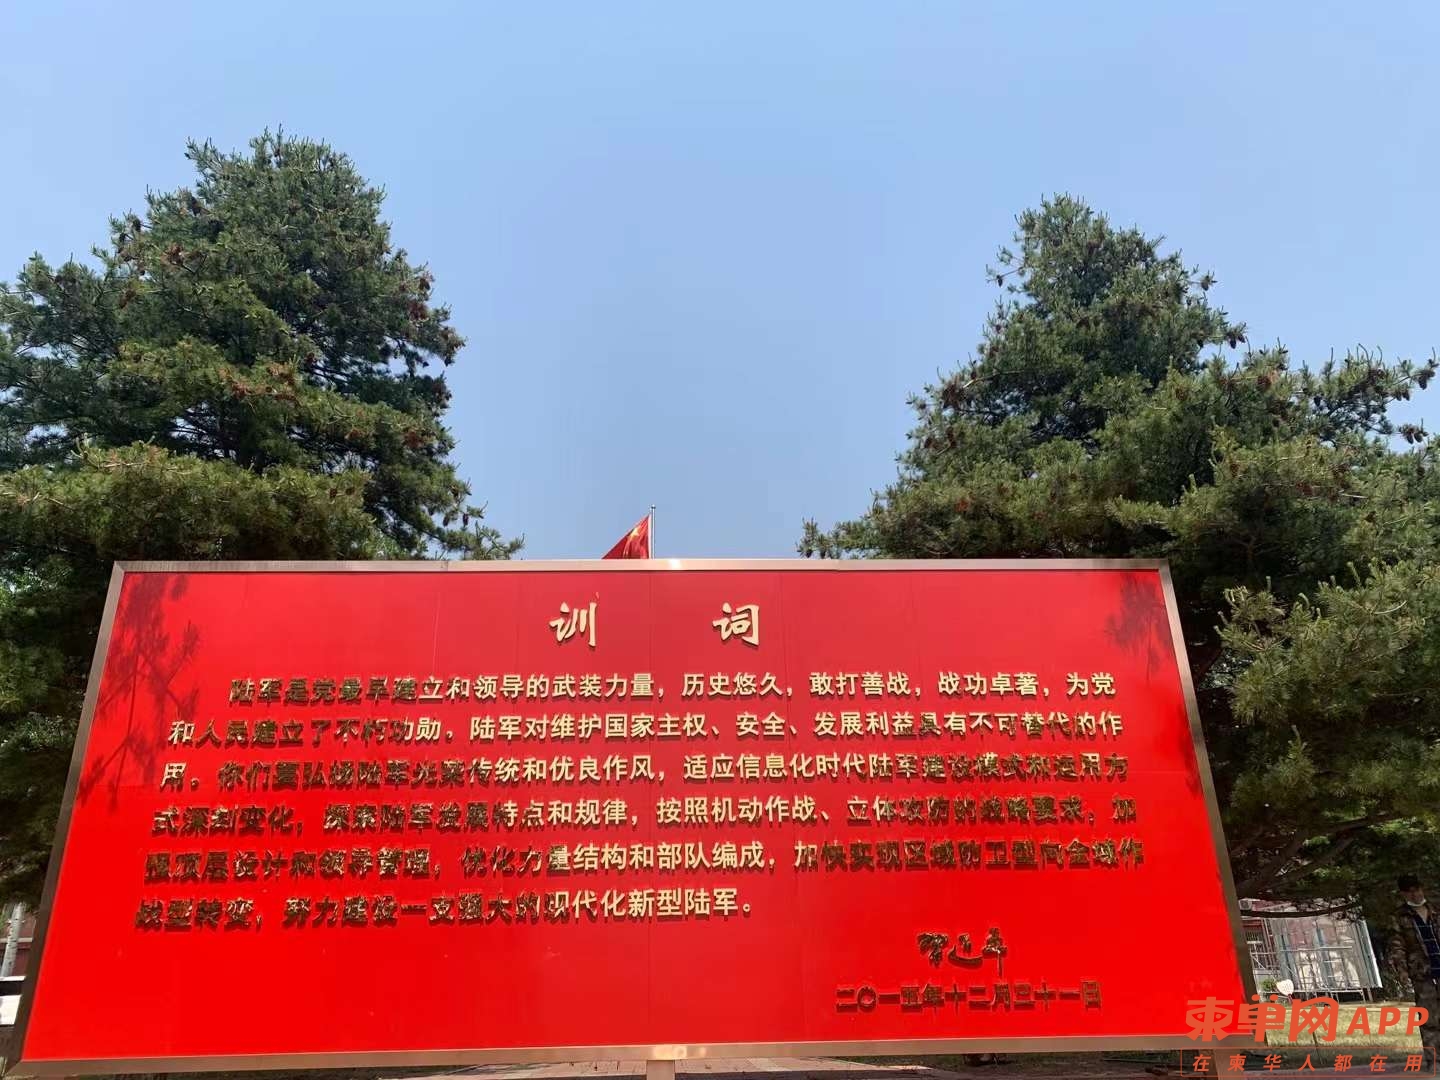 训 词
陆军是党最早建立和领导的武装力量，历史悠久，敢打善战，战功卓著，为党
和人民建立了不朽功勋。陆军对维护国家主权、安全、发展利益具有不可替代的作
用。你们要弘扬陆军光荣传统和优良作风，适应信息化时代陆军建设模式和运用方
式深刻变化，探索陆军发展特点和规律，按照机动作战、立体攻防的战略要求，加
强顶层设计和领导管理，优化力量结构和部队编成，加快实现区域防卫型向全域作
战型转变，努力建设一支强大的现代化新型陆军。
二〇一五年十二月三十一日
柬单网APP
在柬华人都在用